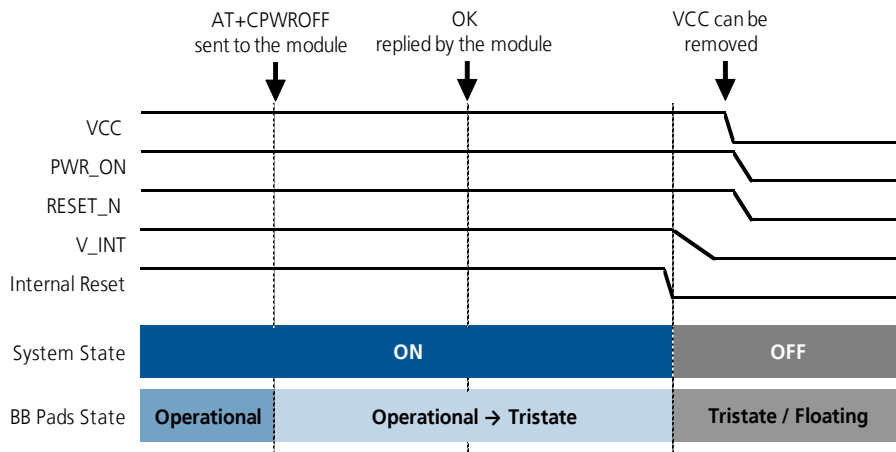 AT+CPWROFF
sent to the module
OK
replied by the module
VCC can be
removed
VCC
PWR_ON
RESET_N
V_INT
Internal Reset
System State
ON
OFF
BB Pads State
Operational
Operational → Tristate
Tristate / Floating